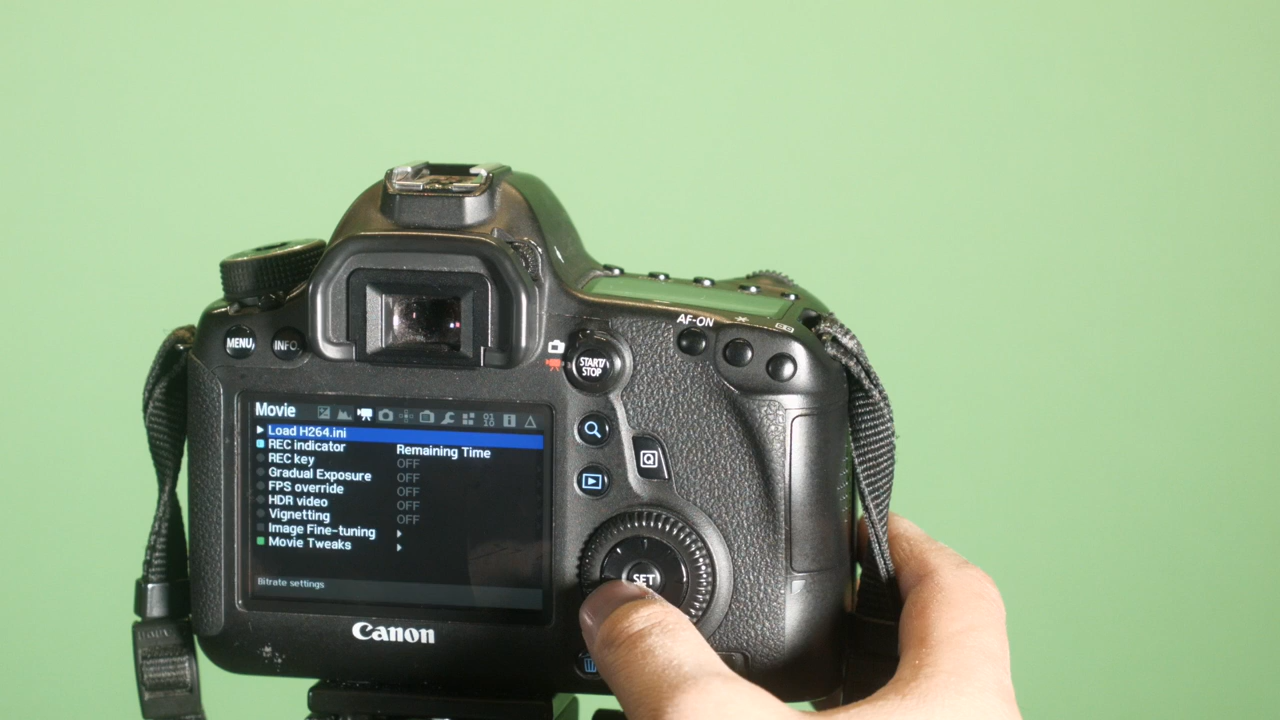 AF-ON
MENU
INFO.
START/
STOP
Movie
Load H264.ini
REC indicator Remaining Time
REC key OFF
Gradual Exposure OFF
FPS override OFF
HDR video OFF
Vignetting OFF
Image Fine-tuning
Movie Tweaks
Bitrate settings
Q
SET
Canon